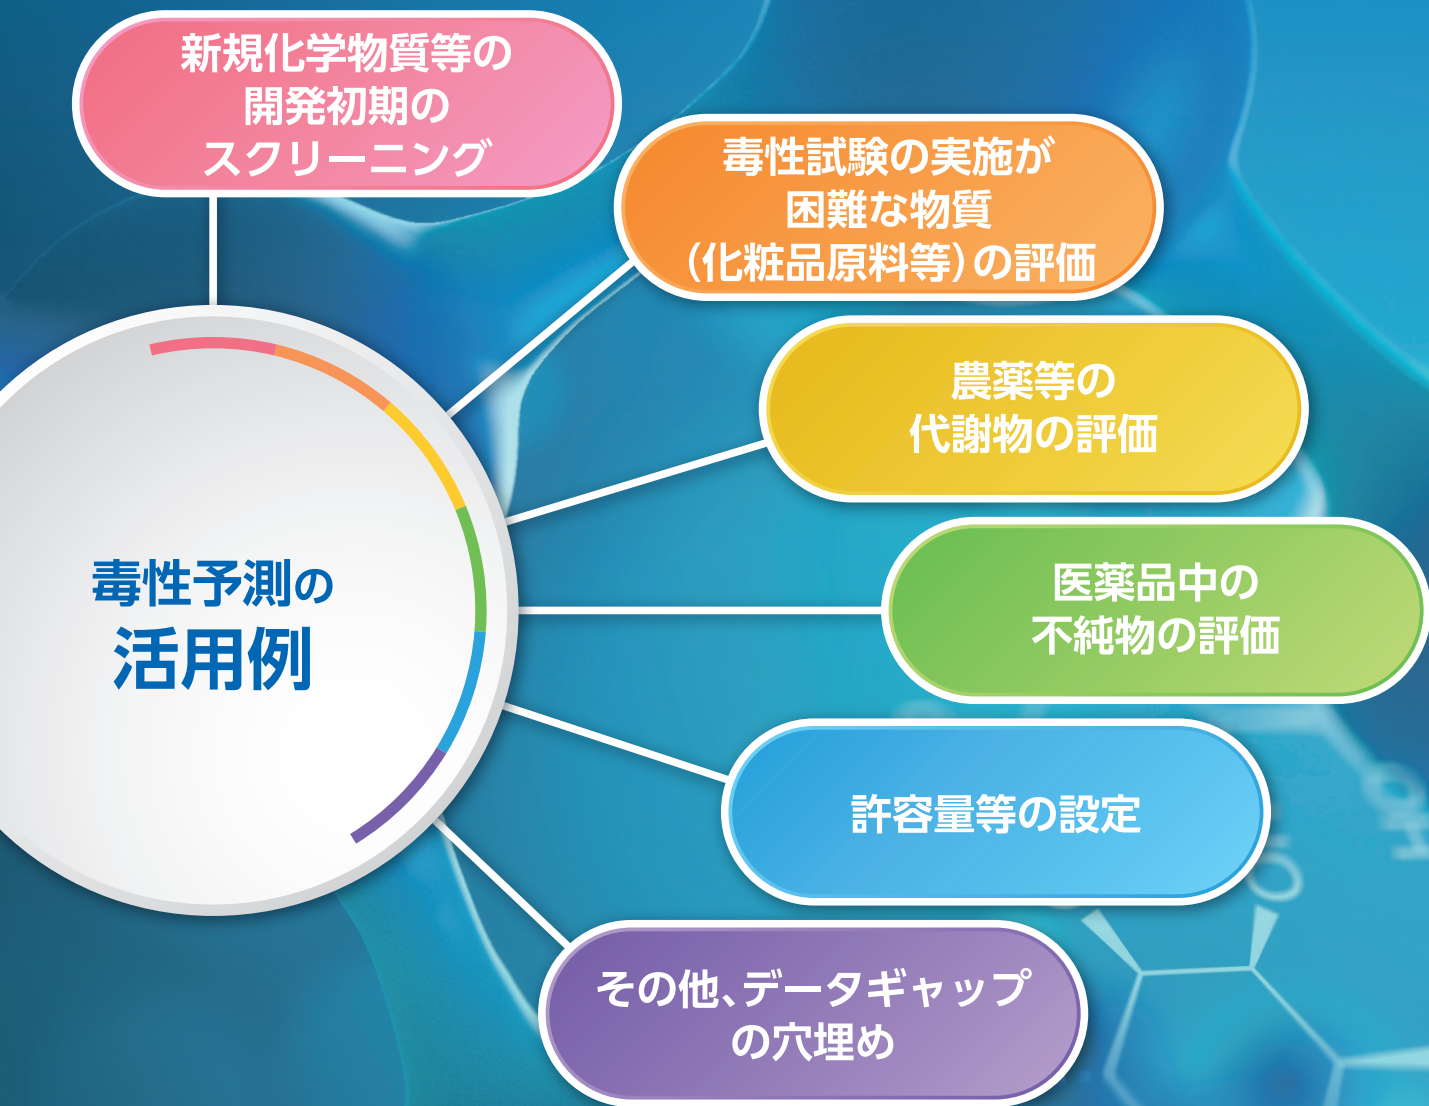 新規化学物質等の
開発初期の
スクリーニング
毒性試験の実施が
困難な物質
（化粧品原料等）の評価
農薬等の
代謝物の評価
医薬品中の
不純物の評価
毒性予測の
活用例
許容量等の設定
その他、データギャップ
の穴埋め